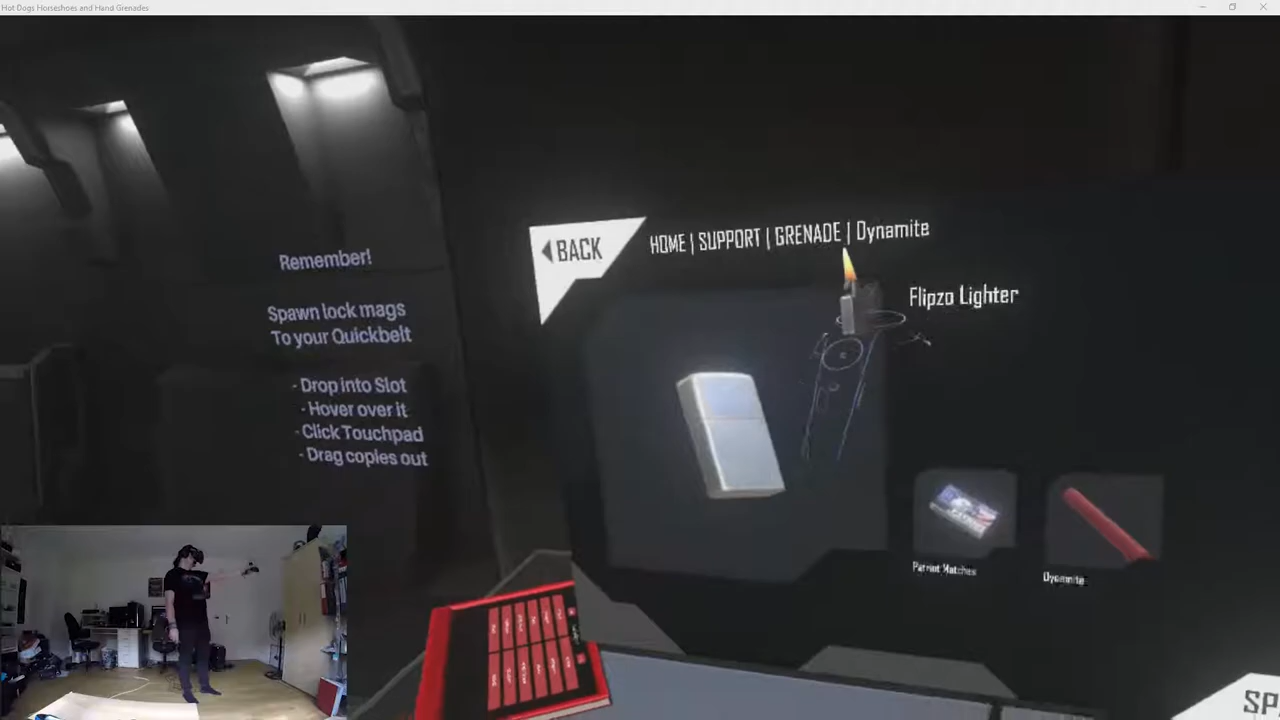 Hot Dogs Horseshoes and Hand Grenades
BACK
HOME | SUPPORT | GRENADE | Dynamite
Flipzo Lighter
Remember!
Spawn lock mags
To your Quickbelt
- Drop into Slot
- Hover over it
- Click Touchpad
- Drag copies out
Patriot Matches
Dynamite